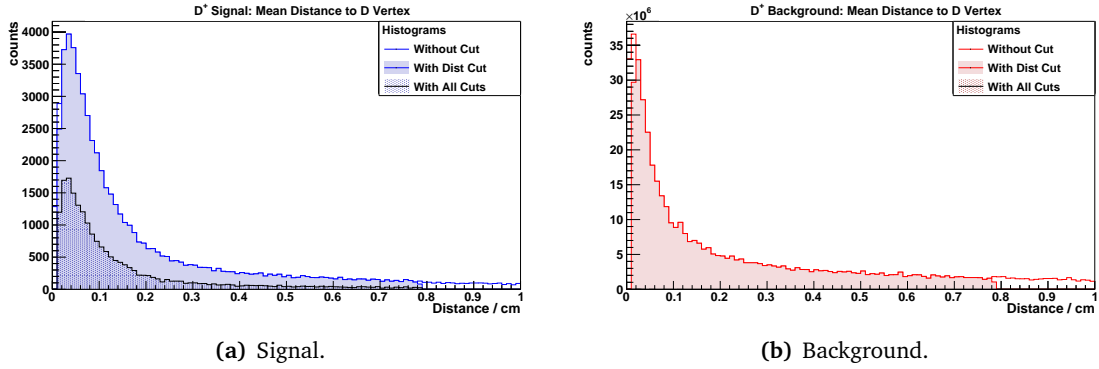 D+ Signal: Mean Distance to D Vertex
counts
4000
3500
3000
2500
2000
1500
1000
500
0
Histograms
Without Cut
With Dist Cut
With All Cuts
0 0.1 0.2 0.3 0.4 0.5 0.6 0.7 0.8 0.9 1
Distance / cm
(a) Signal.
D+ Background: Mean Distance to D Vertex
×10⁶
counts
35
30
25
20
15
10
5
0
Histograms
Without Cut
With Dist Cut
With All Cuts
0 0.1 0.2 0.3 0.4 0.5 0.6 0.7 0.8 0.9 1
Distance / cm
(b) Background.